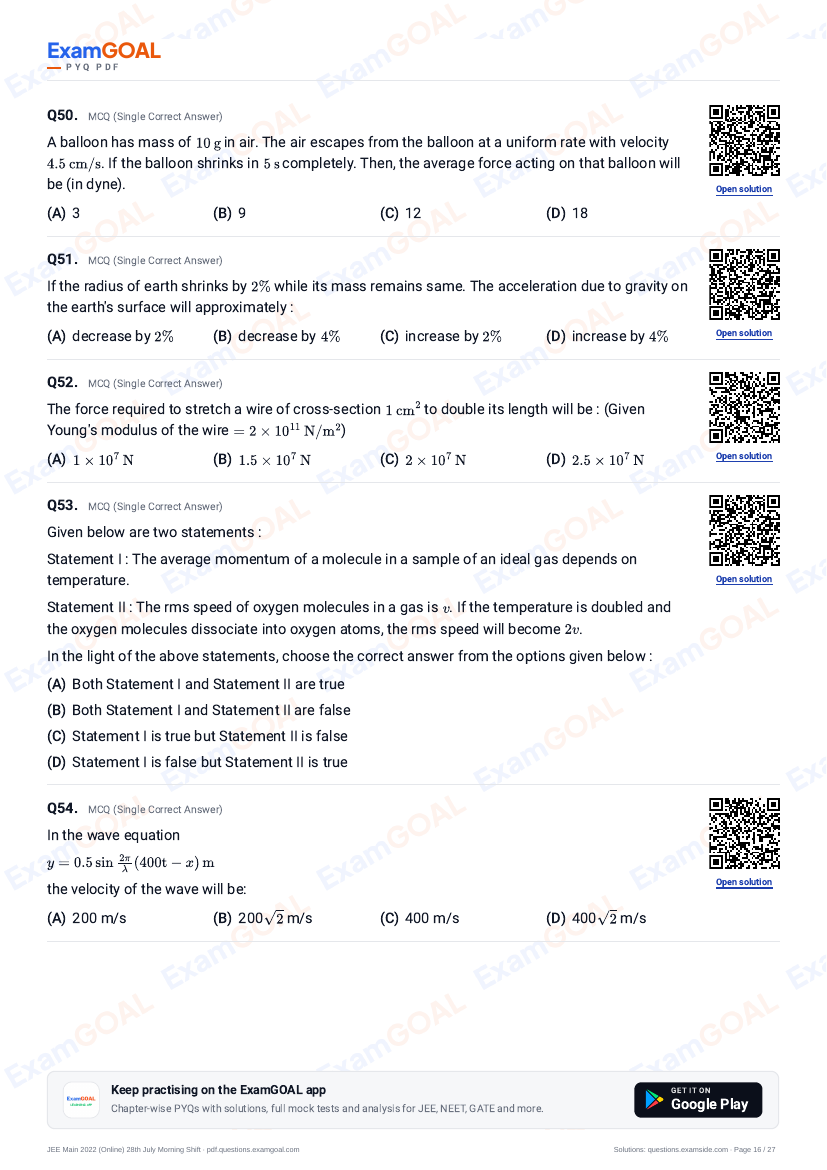 ExamGOAL
PYQ PDF
Q50. MCQ (Single Correct Answer)
A balloon has mass of 10 g in air. The air escapes from the balloon at a uniform rate with velocity
4.5 cm/s. If the balloon shrinks in 5 s completely. Then, the average force acting on that balloon will
be (in dyne).
(A) 3 (B) 9 (C) 12 (D) 18
Open solution
Q51. MCQ (Single Correct Answer)
If the radius of earth shrinks by 2% while its mass remains same. The acceleration due to gravity on
the earth's surface will approximately :
(A) decrease by 2% (B) decrease by 4% (C) increase by 2% (D) increase by 4%
Open solution
Q52. MCQ (Single Correct Answer)
The force required to stretch a wire of cross-section 1 cm² to double its length will be : (Given
Young's modulus of the wire = 2 × 10¹¹ N/m²)
(A) 1 × 10⁷ N (B) 1.5 × 10⁷ N (C) 2 × 10⁷ N (D) 2.5 × 10⁷ N
Open solution
Q53. MCQ (Single Correct Answer)
Given below are two statements :
Statement I : The average momentum of a molecule in a sample of an ideal gas depends on
temperature.
Statement II : The rms speed of oxygen molecules in a gas is v. If the temperature is doubled and
the oxygen molecules dissociate into oxygen atoms, the rms speed will become 2v.
In the light of the above statements, choose the correct answer from the options given below :
(A) Both Statement I and Statement II are true
(B) Both Statement I and Statement II are false
(C) Statement I is true but Statement II is false
(D) Statement I is false but Statement II is true
Open solution
Q54. MCQ (Single Correct Answer)
In the wave equation
y = 0.5 sin 2π/λ (400t − x) m
the velocity of the wave will be:
(A) 200 m/s (B) 200√2 m/s (C) 400 m/s (D) 400√2 m/s
Open solution
ExamGOAL
Keep practising on the ExamGOAL app
Chapter-wise PYQs with solutions, full mock tests and analysis for JEE, NEET, GATE and more.
GET IT ON
Google Play
JEE Main 2022 (Online) 28th July Morning Shift · pdf.questions.examgoal.com
Solutions: questions.examside.com · Page 16 / 27